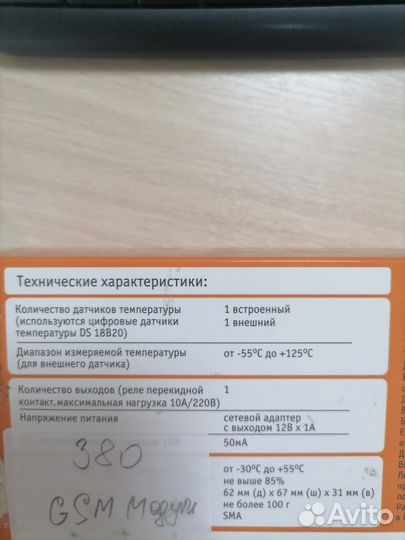 Технические характеристики:
Количество датчиков температуры 1 встроенный
(используются цифровые датчики 1 внешний
температуры DS 18B20)
Диапазон измеряемой температуры от -55°C до +125°C
(для внешнего датчика)
Количество выходов (реле перекидной 1
контакт, максимальная нагрузка 10А/220В)
Напряжение питания сетевой адаптер
с выходом 12В х 1А
50мА
380
от -30°C до +55°C
не выше 85%
62 мм (д) х 67 мм (ш) х 31 мм (в)
не более 100 г
GSM Модуль SMA
Avito